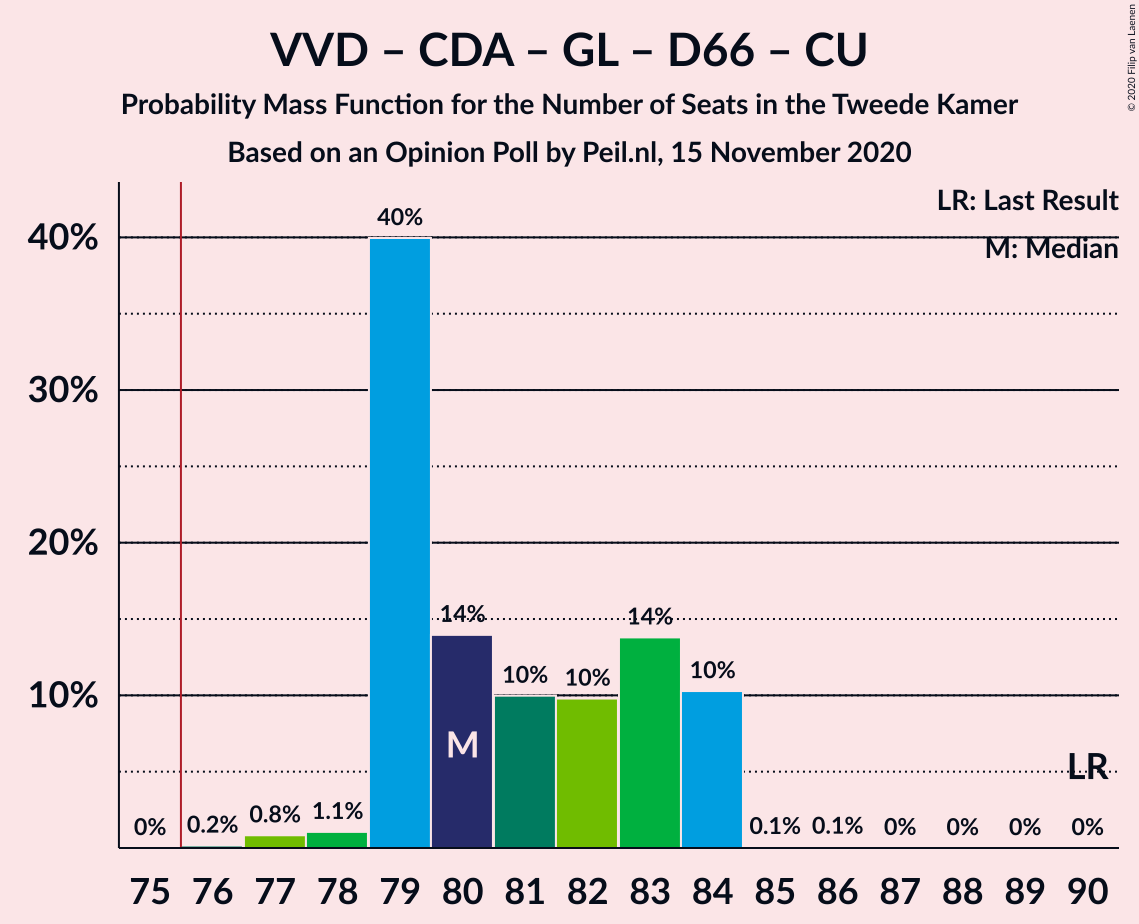 VVD – CDA – GL – D66 – CU
Probability Mass Function for the Number of Seats in the Tweede Kamer
Based on an Opinion Poll by Peil.nl, 15 November 2020
© 2020 Filip van Laenen
LR: Last Result
M: Median
40%
30%
20%
10%
0%
0.2%
0.8%
1.1%
40%
14%
10%
10%
14%
10%
0.1%
0.1%
0%
0%
0%
0%
M
LR
75 76 77 78 79 80 81 82 83 84 85 86 87 88 89 90